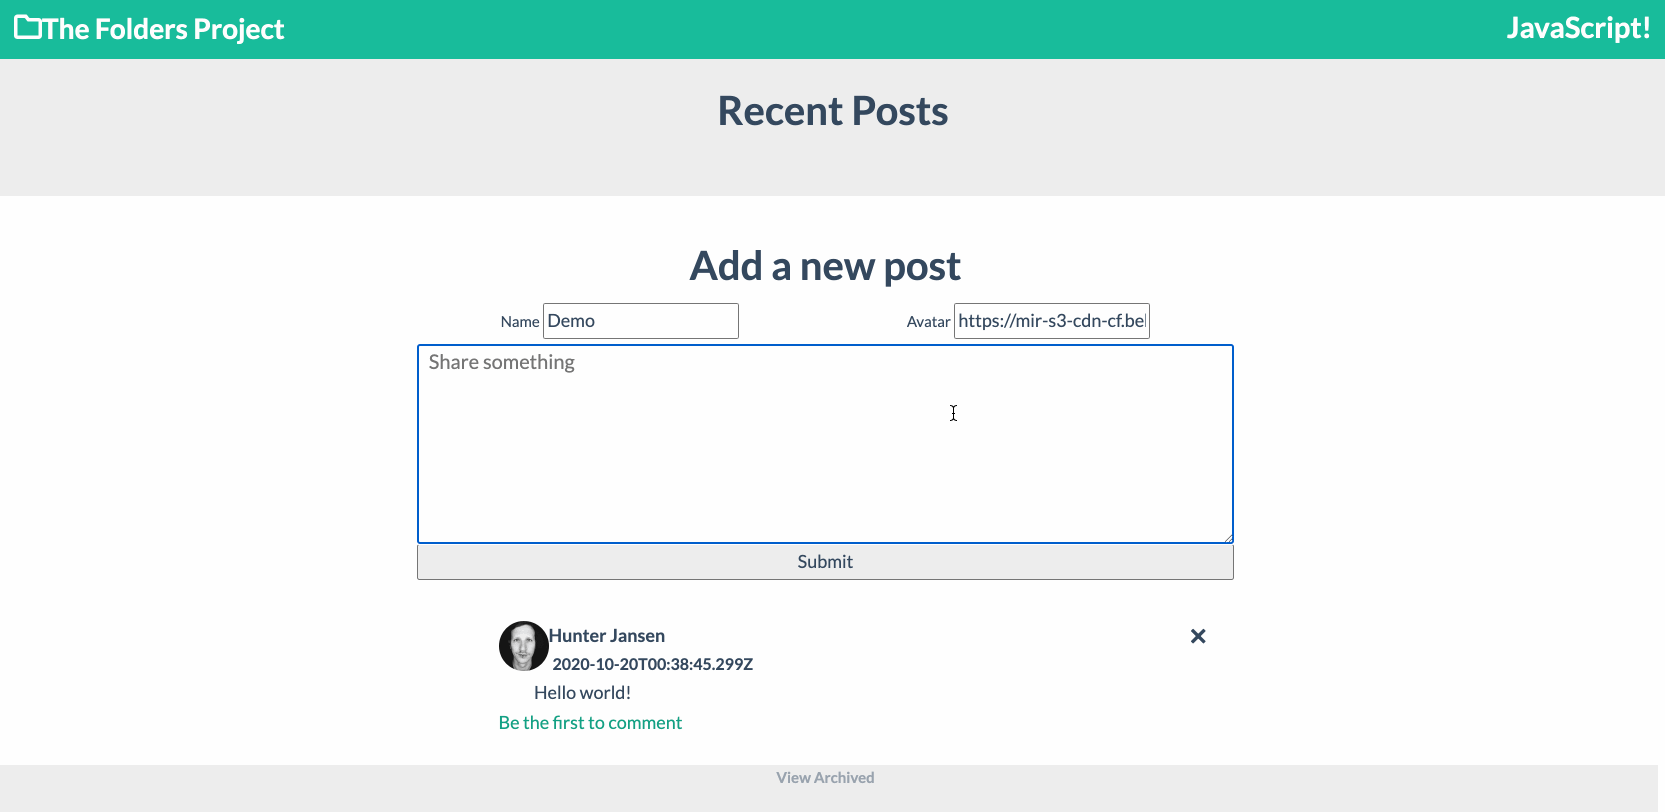 The Folders Project
JavaScript!
Recent Posts
Add a new post
Name Demo Avatar https://mir-s3-cdn-cf.be
Share something
Submit
Hunter Jansen
2020-10-20T00:38:45.299Z
Hello world!
Be the first to comment
View Archived